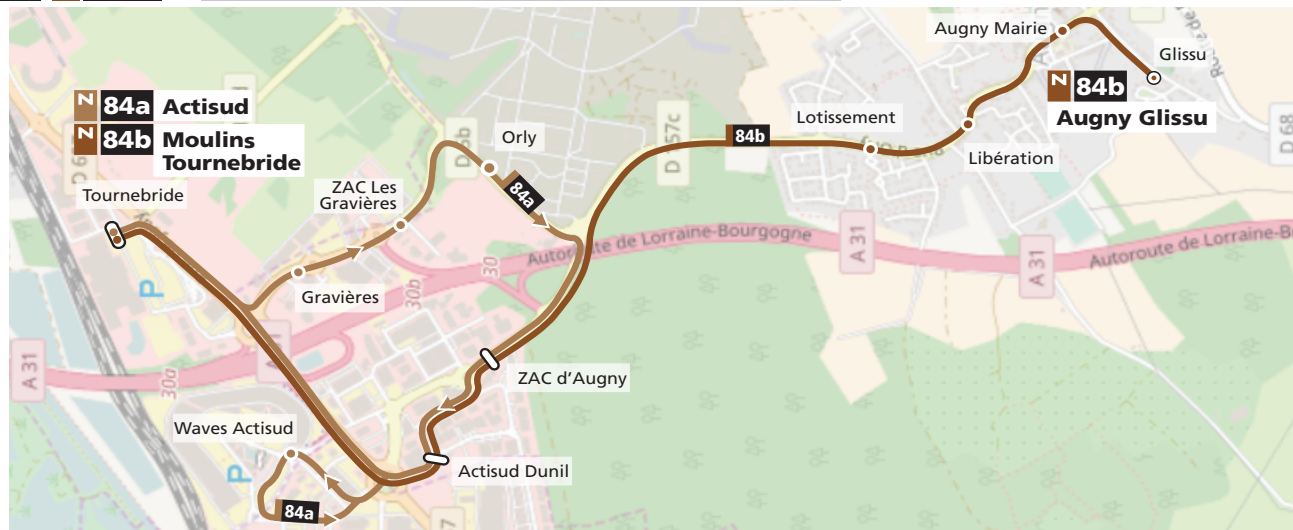 Augny Mairie
Glissu
N 84a Actisud
N 84b Moulins
Tournebride
N 84b
Augny Glissu
D 6b
D 57c
84b
Lotissement
Libération
D 68
Orly
84a
ZAC Les
Gravières
Tournebride
Gravières
Autoroute de Lorraine-Bourgogne
A 31
A 31
Autoroute de Lorraine-B
30
30b
P
A 31
30a
ZAC d'Augny
Waves Actisud
P
Actisud Dunil
84a
7